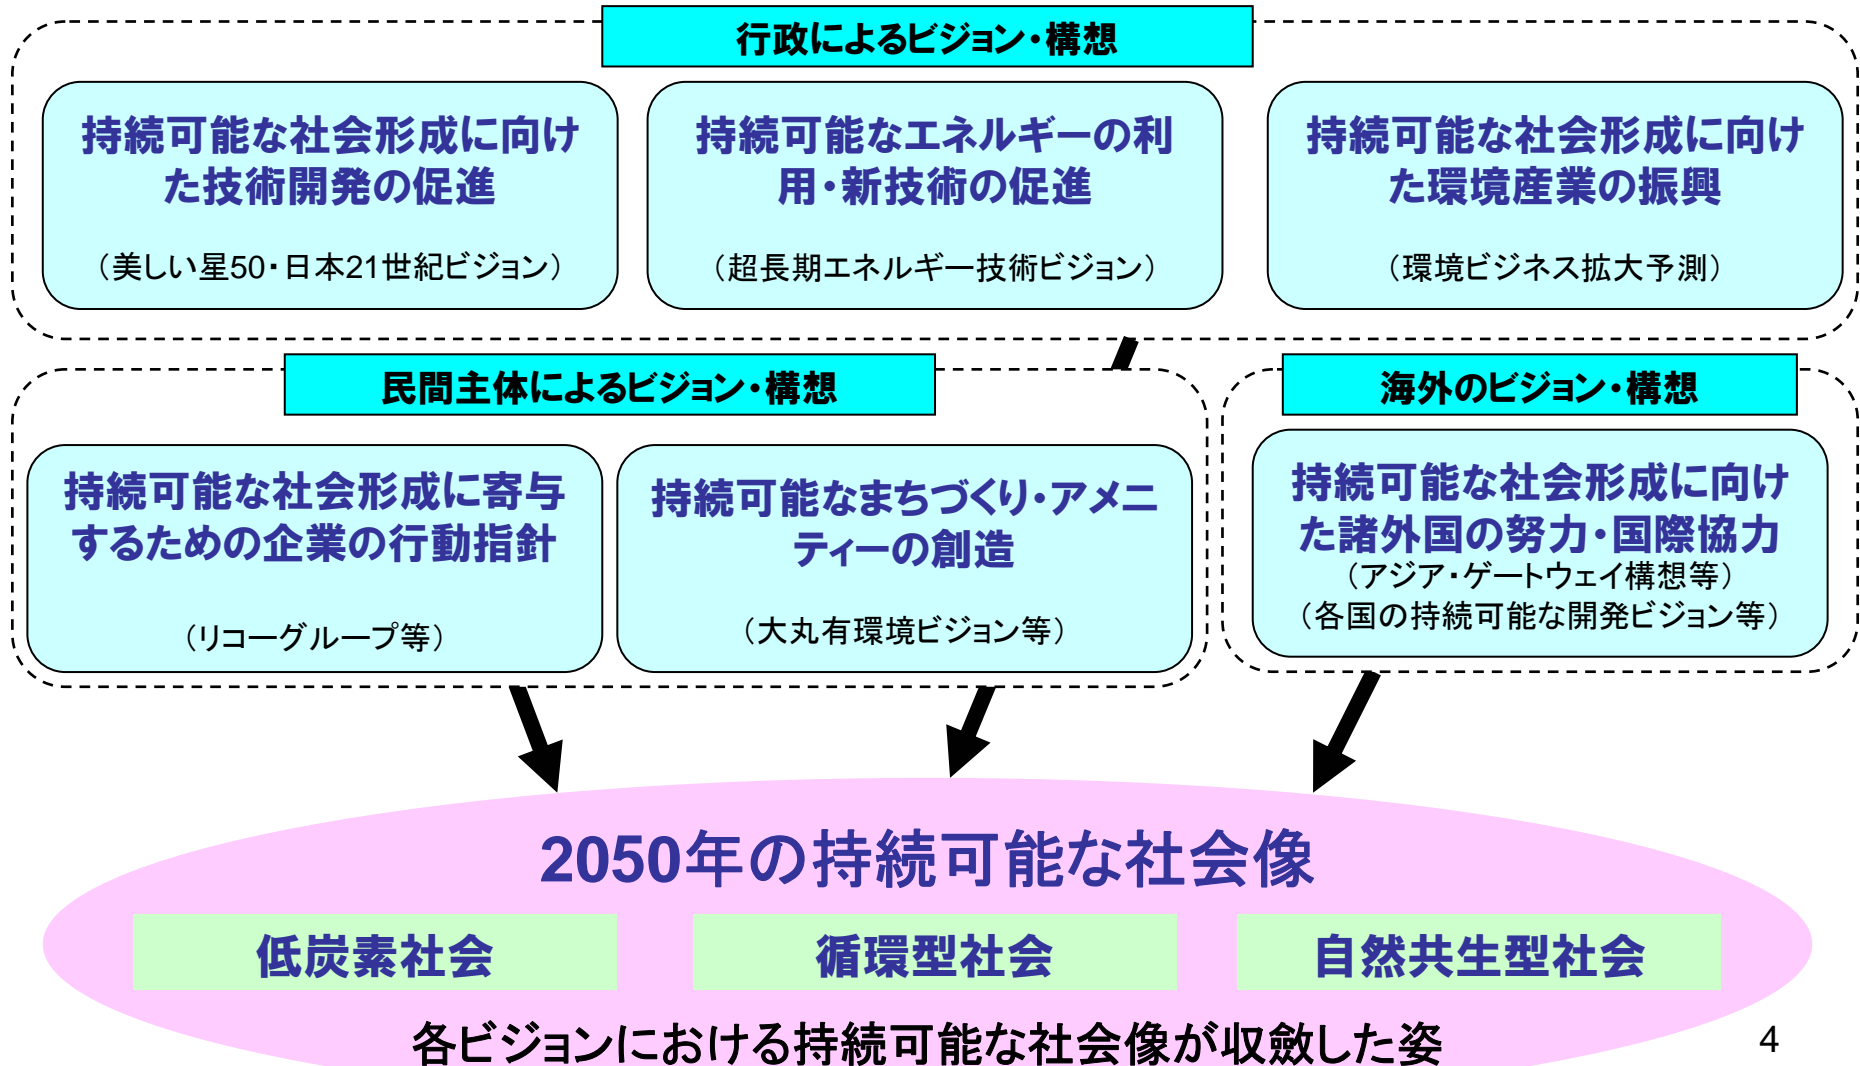 行政によるビジョン・構想
持続可能な社会形成に向け
た技術開発の促進
（美しい星50・日本21世紀ビジョン）
持続可能なエネルギーの利
用・新技術の促進
（超長期エネルギー技術ビジョン）
持続可能な社会形成に向け
た環境産業の振興
（環境ビジネス拡大予測）
民間主体によるビジョン・構想
持続可能な社会形成に寄与
するための企業の行動指針
（リコーグループ等）
持続可能なまちづくり・アメニ
ティーの創造
（大丸有環境ビジョン等）
海外のビジョン・構想
持続可能な社会形成に向け
た諸外国の努力・国際協力
（アジア・ゲートウェイ構想等）
（各国の持続可能な開発ビジョン等）
2050年の持続可能な社会像
低炭素社会
循環型社会
自然共生型社会
各ビジョンにおける持続可能な社会像が収斂した姿
4